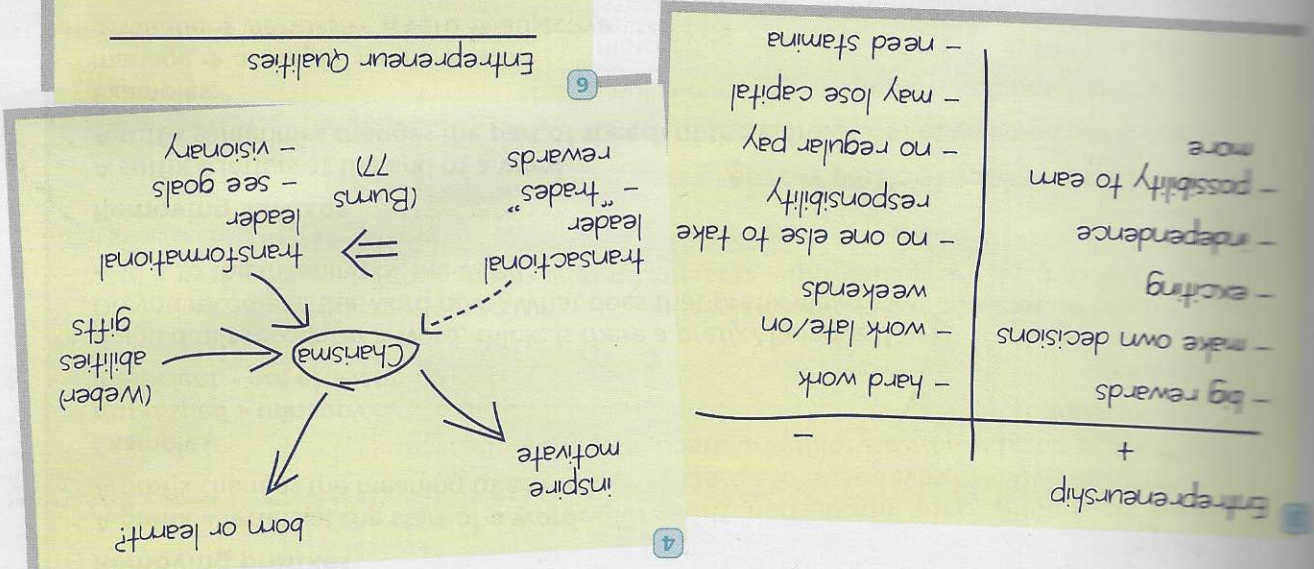 Entrepreneurship
+
- big rewards
- make own decisions
- exciting
- independence
- possibility to earn
more
−
- hard work
- work late/on
weekends
- no one else to take
responsibility
- no regular pay
- may lose capital
- need stamina
4
inspire
motivate
born or learnt?
Charisma
(Weber)
abilities
gifts
transactional
leader
- "trades"
rewards
(Burns
77)
transformational
leader
- see goals
- visionary
6
Entrepreneur Qualities